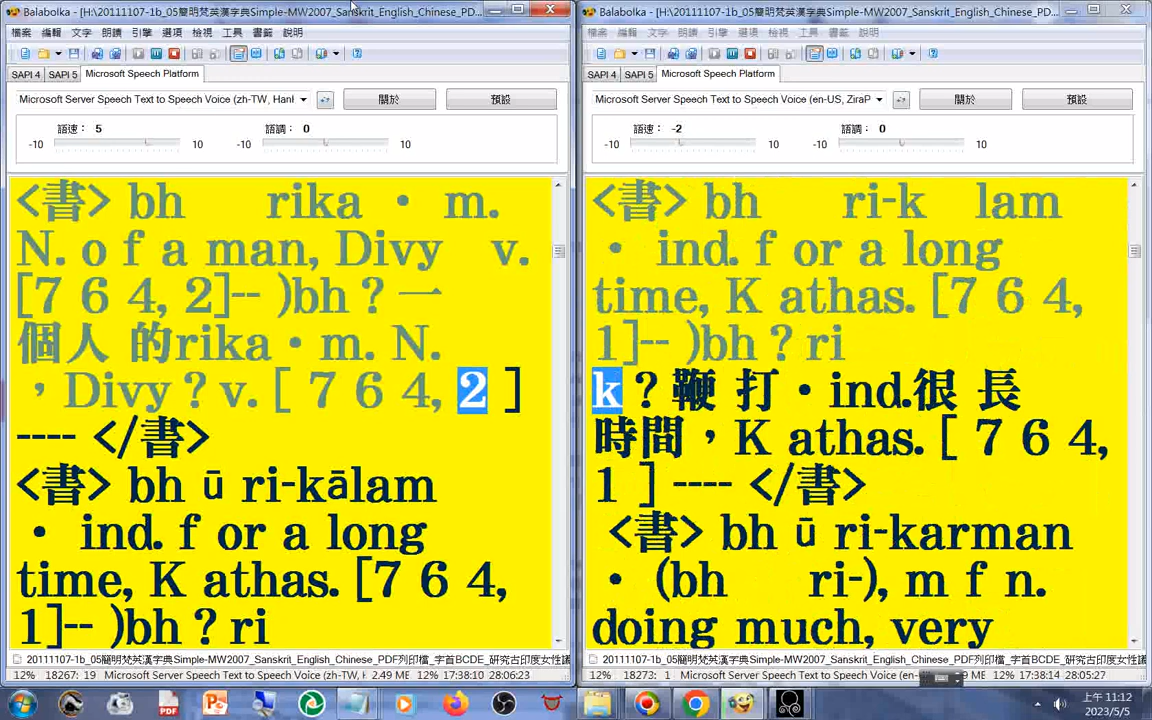 Balabolka - [H:\20111107-1b_05簡明梵英漢字典Simple-MW2007_Sanskrit_English_Chinese_PD...
檔案 編輯 文字 朗讀 引擎 選項 檢視 工具 書籤 說明
SAPI 4 SAPI 5 Microsoft Speech Platform
Microsoft Server Speech Text to Speech Voice (zh-TW, Hanl
關於 預設
語速： 5 語調： 0
-10 10 -10 10
<書> bh rika • m.
N. o f a man, Divy v.
[7 6 4, 2]-- )bh ? 一
個人 的rika • m. N.
，Divy ? v. [ 7 6 4, 2 ]
---- </書>
<書> bh ū ri-kālam
• ind. f or a long
time, K athas. [7 6 4,
1]-- )bh ? ri
20111107-1b_05簡明梵英漢字典Simple-MW2007_Sanskrit_English_Chinese_PDF列印檔_字首BCDE_研究古印度女性議
12% 18267: 19 Microsoft Server Speech Text to Speech Voice (zh-TW, H 2.49 ME 12% 17:38:10 28:06:23
Balabolka - [H:\20111107-1b_05簡明梵英漢字典Simple-MW2007_Sanskrit_English_Chinese_PD...
檔案 編輯 文字 朗讀 引擎 選項 檢視 工具 書籤 說明
SAPI 4 SAPI 5 Microsoft Speech Platform
Microsoft Server Speech Text to Speech Voice (en-US, ZiraP
關於 預設
語速： -2 語調： 0
-10 10 -10 10
<書> bh ri-k lam
• ind. f or a long
time, K athas. [7 6 4,
1]-- )bh ? ri
k ? 鞭 打 • ind.很 長
時間，K athas. [ 7 6 4,
1 ] ---- </書>
<書> bh ū ri-karman
• (bh ri-), m f n.
doing much, very
20111107-1b_05簡明梵英漢字典Simple-MW2007_Sanskrit_English_Chinese_PDF列印檔_字首BCDE_研究古印度女性議
12% 18273: 1 Microsoft Server Speech Text to Speech Voice (en-US, 12% 17:38:14 28:05:27
上午 11:12
2023/5/5